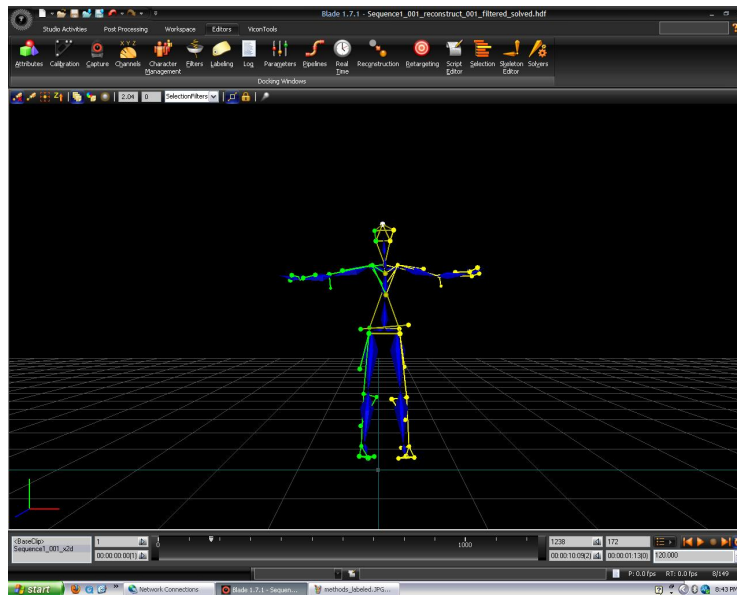 Blade 1.7.1 - Sequence1_001_reconstruct_001_filtered_solved.hdf
Studio Activities Post Processing Workspace Editors ViconTools
Attributes Calibration Capture Channels Character Management Filters Labeling Log Parameters Pipelines Real Time Reconstruction Retargeting Script Editor Selection Skeleton Editor Solvers
Docking Windows
2.04 0 SelectionFilters
<BaseClip> 1 0 1000 1238 172
Sequence1_001_x2d 00:00:00:00(1) 00:00:10:09(2) 00:00:01:13(0) 120.000
P: 0.0 fps RT: 0.0 fps 8/149
start Network Connections Blade 1.7.1 - Sequen... methods_labeled.JPG... 8:43 PM